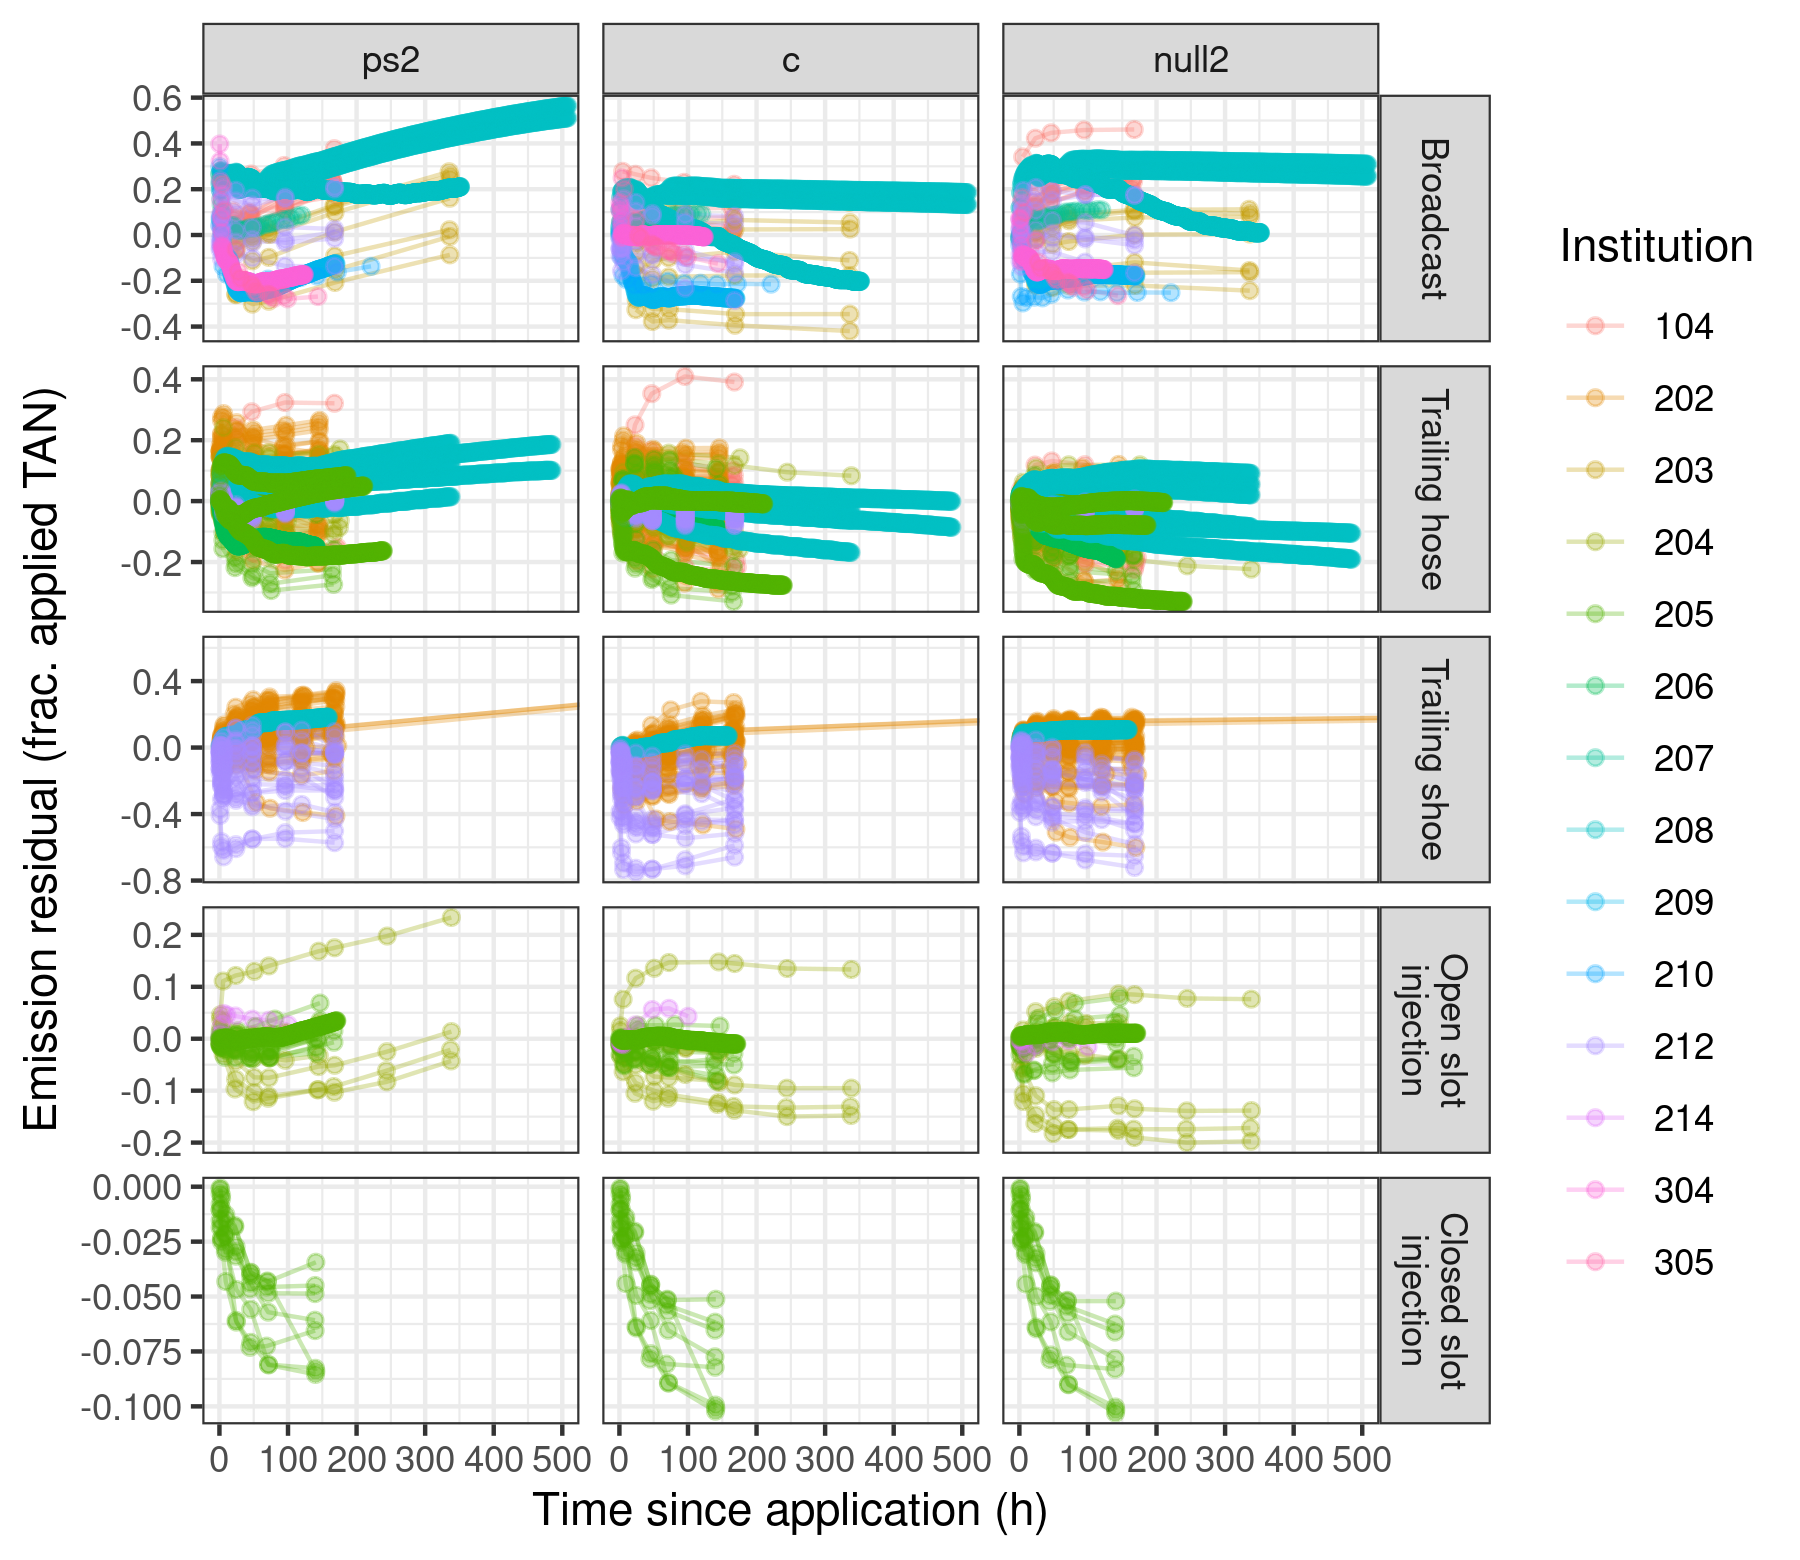 ps2
c
null2
0.6
0.4
0.2
0.0
-0.2
-0.4
Broadcast
0.4
0.2
0.0
-0.2
Trailing hose
0.4
0.0
-0.4
-0.8
Trailing shoe
0.2
0.1
0.0
-0.1
-0.2
Open slot
injection
0.000
-0.025
-0.050
-0.075
-0.100
Closed slot
injection
0 100 200 300 400 500
0 100 200 300 400 500
0 100 200 300 400 500
Time since application (h)
Emission residual (frac. applied TAN)
Institution
104
202
203
204
205
206
207
208
209
210
212
214
304
305